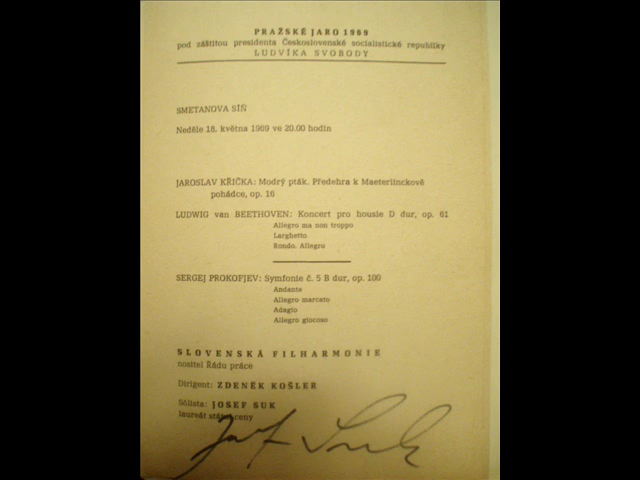 PRAŽSKÉ JARO 1969
pod záštitou presidenta Československé socialistické republiky
LUDVÍKA SVOBODY
SMETANOVA SÍŇ
Neděle 18. května 1969 ve 20.00 hodin
JAROSLAV KŘIČKA: Modrý pták. Předehra k Maeterlinckově
pohádce, op. 16
LUDWIG van BEETHOVEN: Koncert pro housle D dur, op. 61
Allegro ma non troppo
Larghetto
Rondo. Allegro
SERGEJ PROKOFJEV: Symfonie č. 5 B dur, op. 100
Andante
Allegro marcato
Adagio
Allegro giocoso
SLOVENSKÁ FILHARMONIE
nositel Řádu práce
Dirigent: ZDENĚK KOŠLER
Sólista: JOSEF SUK
laureát státní ceny
Josef Suk